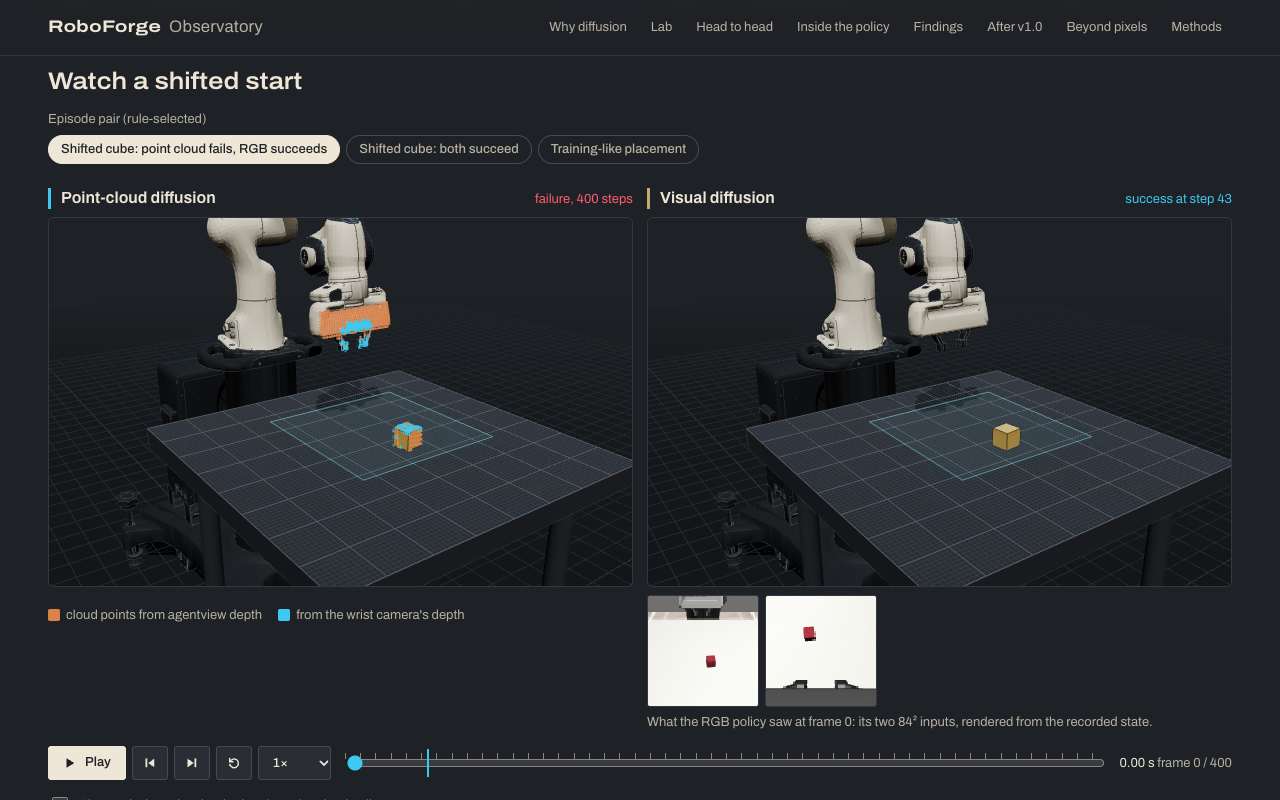 RoboForge Observatory
Why diffusion Lab Head to head Inside the policy Findings After v1.0 Beyond pixels Methods
Watch a shifted start
Episode pair (rule-selected)
Shifted cube: point cloud fails, RGB succeeds Shifted cube: both succeed Training-like placement
Point-cloud diffusion failure, 400 steps Visual diffusion success at step 43
cloud points from agentview depth from the wrist camera's depth
What the RGB policy saw at frame 0: its two 84² inputs, rendered from the recorded state.
Play 1× 0.00 s frame 0 / 400